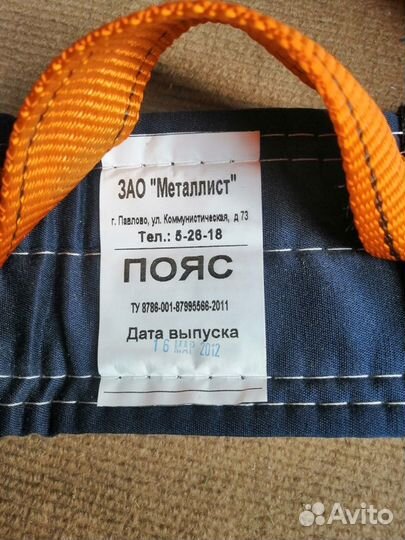 ЗАО "Металлист"
г. Павлово, ул. Коммунистическая, д 73
Тел.: 5-26-18
ПОЯС
ТУ 8786-001-87995566-2011
Дата выпуска
16 МАР 2012
Avito